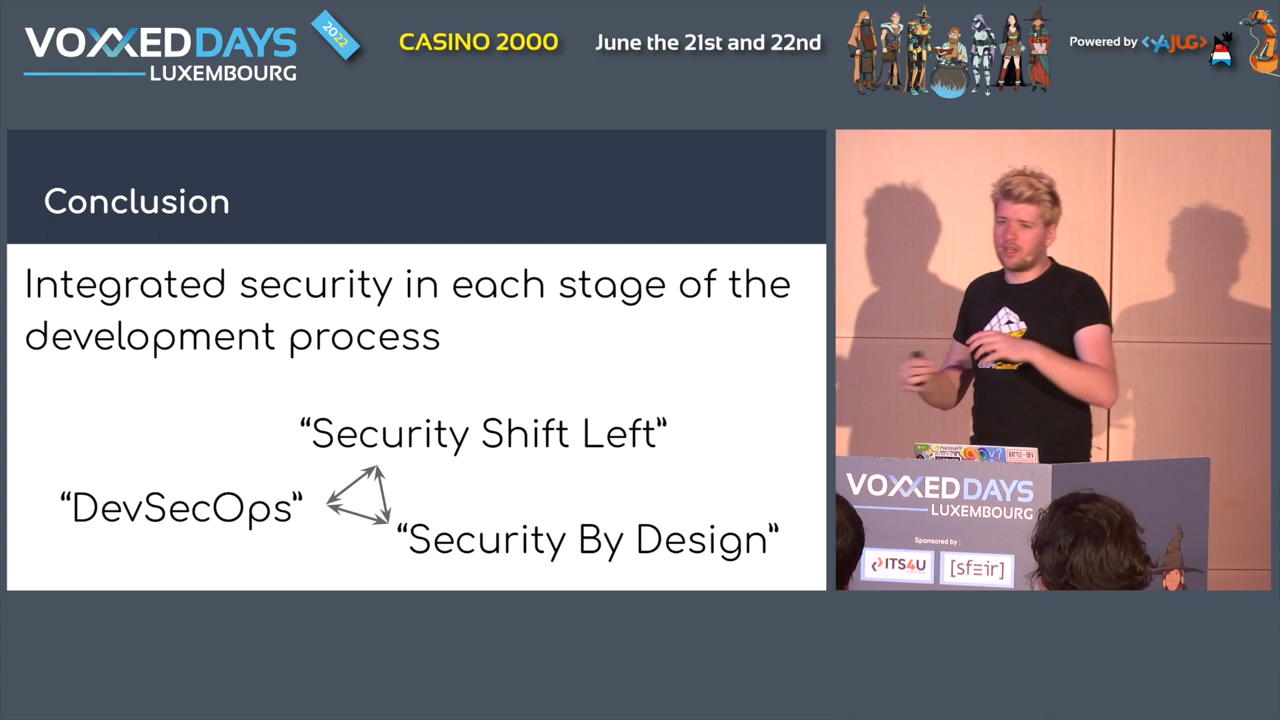 VOXXED DAYS
LUXEMBOURG
2022
CASINO 2000
June the 21st and 22nd
Powered by <YAJUG>
Conclusion
Integrated security in each stage of the
development process
“Security Shift Left”
“DevSecOps”
“Security By Design”
VOXXED DAYS
LUXEMBOURG
Sponsored by :
ITS4U
[sfeir]